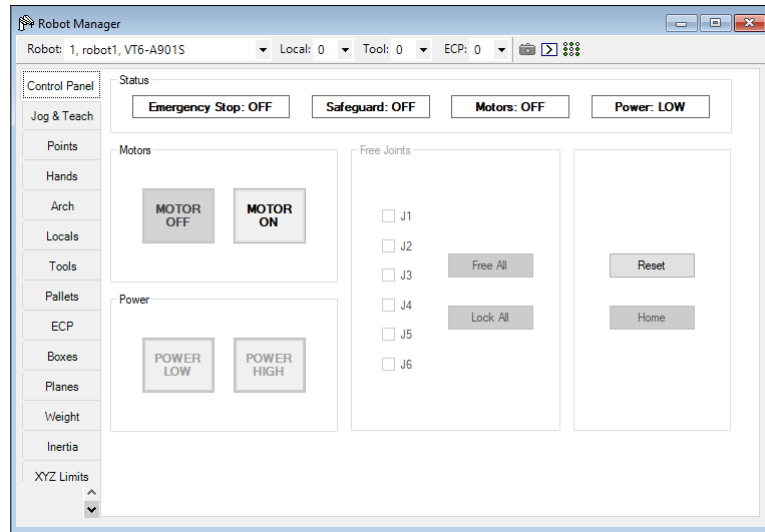 Robot Manager
Robot: 1, robot1, VT6-A901S Local: 0 Tool: 0 ECP: 0
Control Panel
Jog & Teach
Points
Hands
Arch
Locals
Tools
Pallets
ECP
Boxes
Planes
Weight
Inertia
XYZ Limits
Status
Emergency Stop: OFF Safeguard: OFF Motors: OFF Power: LOW
Motors
MOTOR OFF
MOTOR ON
Power
POWER LOW
POWER HIGH
Free Joints
J1
J2
J3
J4
J5
J6
Free All
Lock All
Reset
Home